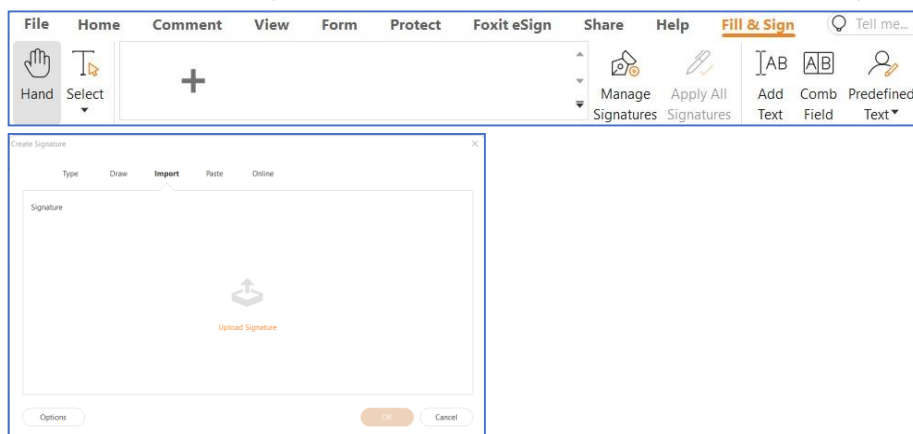 File Home Comment View Form Protect Foxit eSign Share Help Fill & Sign Tell me...
Hand Select Manage Signatures Apply All Signatures AB Add Text AB Comb Field Predefined Text
Create Signature
Type Draw Import Paste Online
Signature
Upload Signature
Options OK Cancel